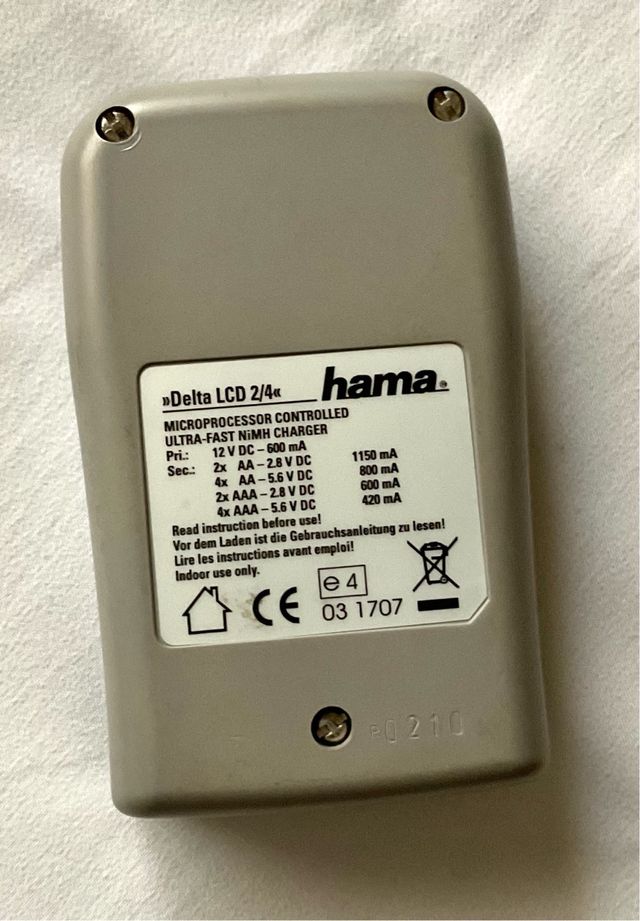 »Delta LCD 2/4« hama®
MICROPROCESSOR CONTROLLED
ULTRA-FAST NiMH CHARGER
Pri.: 12 V DC – 600 mA
Sec.: 2x AA – 2.8 V DC 1150 mA
4x AA – 5.6 V DC 800 mA
2x AAA – 2.8 V DC 600 mA
4x AAA – 5.6 V DC 420 mA
Read instruction before use!
Vor dem Laden ist die Gebrauchsanleitung zu lesen!
Lire les instructions avant emploi!
Indoor use only.
CE e4
03 1707
P0210